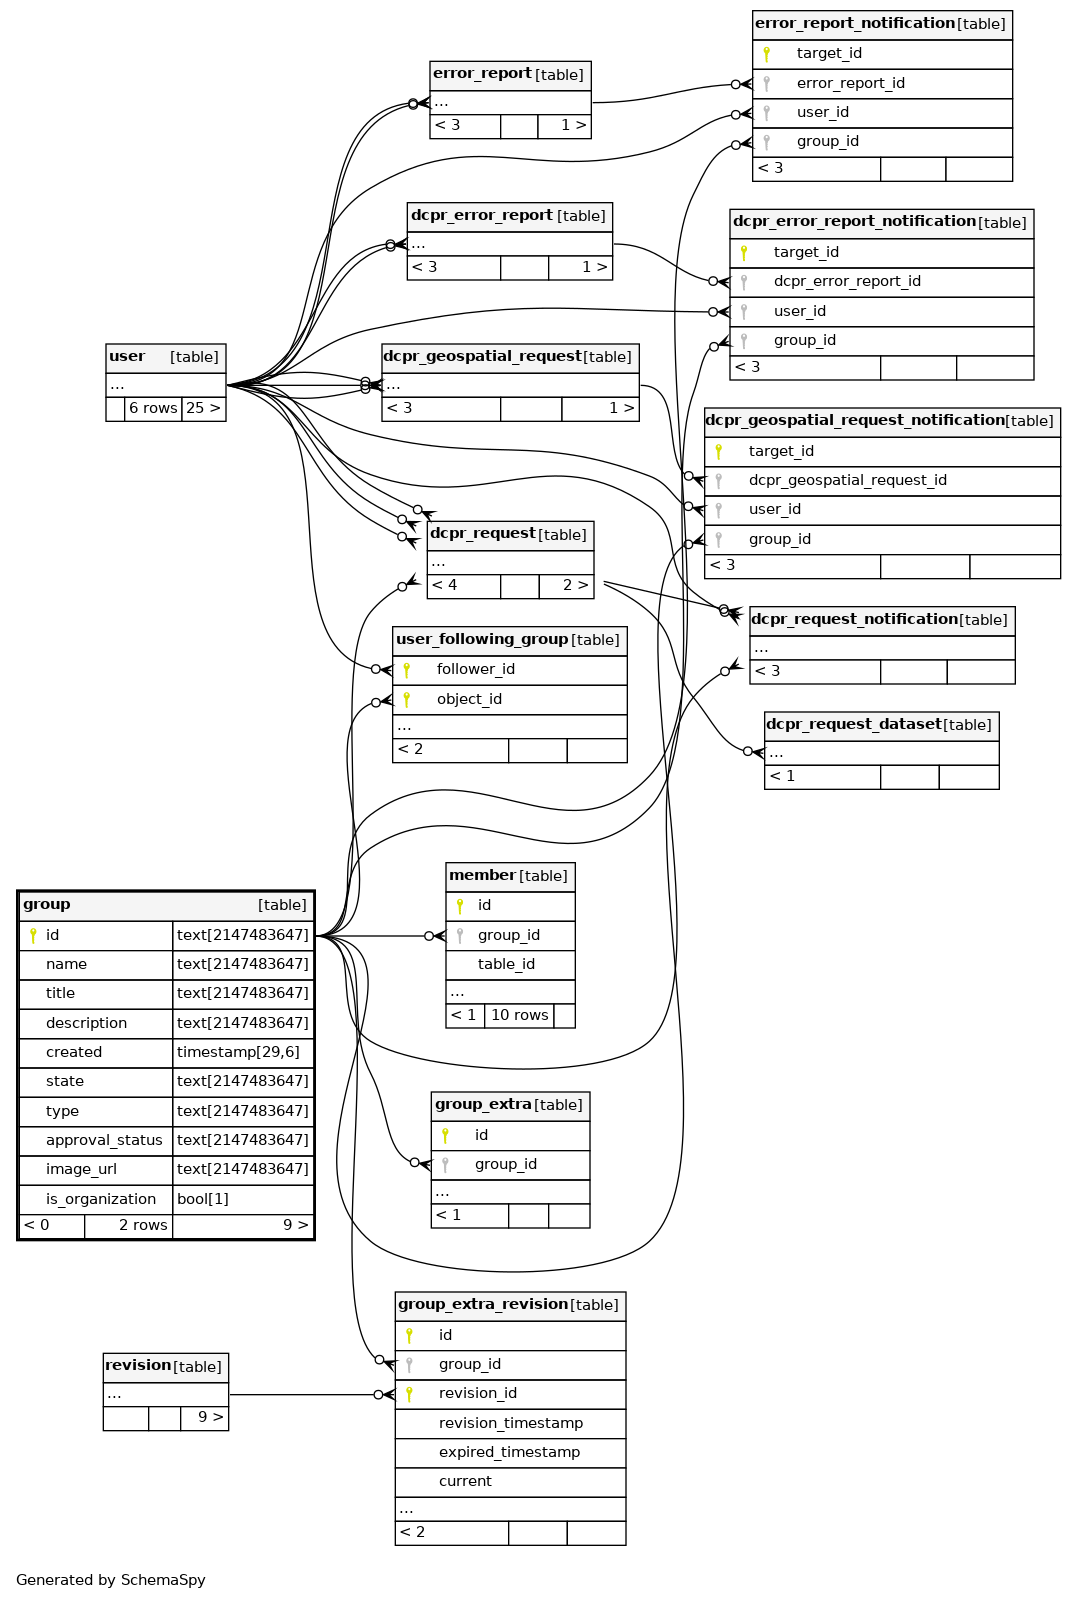 error_report_notification [table]
target_id
error_report_id
user_id
group_id
< 3
error_report [table]
...
< 3 1 >
dcpr_error_report [table]
...
< 3 1 >
dcpr_error_report_notification [table]
target_id
dcpr_error_report_id
user_id
group_id
< 3
user [table]
...
6 rows 25 >
dcpr_geospatial_request [table]
...
< 3 1 >
dcpr_geospatial_request_notification [table]
target_id
dcpr_geospatial_request_id
user_id
group_id
< 3
dcpr_request [table]
...
< 4 2 >
dcpr_request_notification [table]
...
< 3
user_following_group [table]
follower_id
object_id
...
< 2
dcpr_request_dataset [table]
...
< 1
member [table]
id
group_id
table_id
...
< 1 10 rows
group [table]
id text[2147483647]
name text[2147483647]
title text[2147483647]
description text[2147483647]
created timestamp[29,6]
state text[2147483647]
type text[2147483647]
approval_status text[2147483647]
image_url text[2147483647]
is_organization bool[1]
< 0 2 rows 9 >
group_extra [table]
id
group_id
...
< 1
group_extra_revision [table]
id
group_id
revision_id
revision_timestamp
expired_timestamp
current
...
< 2
revision [table]
...
9 >
Generated by SchemaSpy